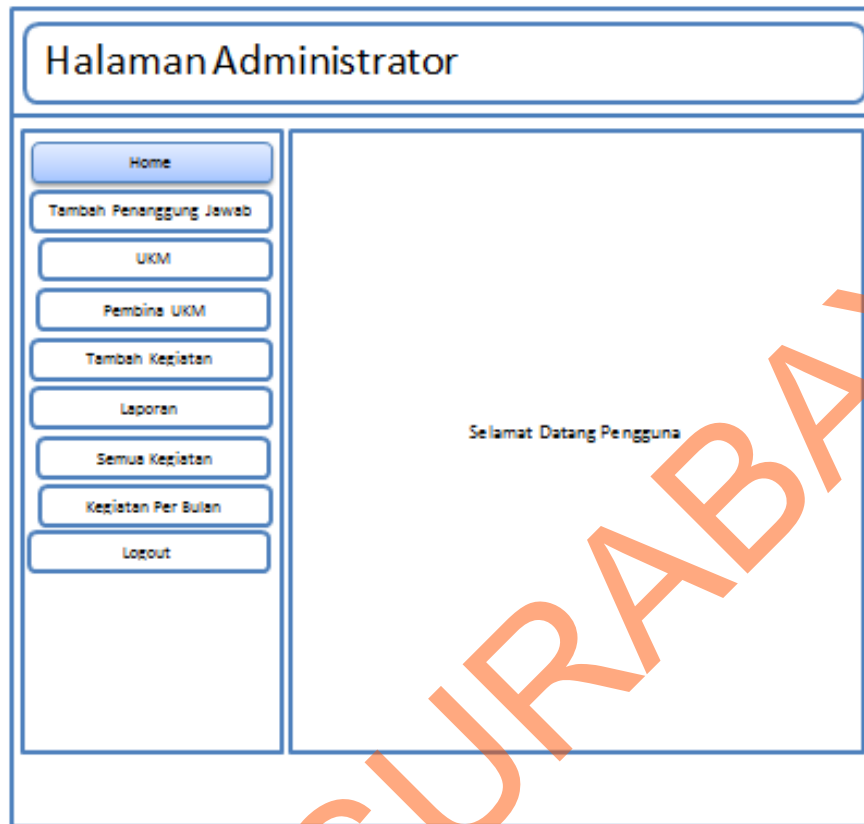 Halaman Administrator
Home
Tambah Penanggung Jawab
UKM
Pembina UKM
Tambah Kegiatan
Laporan
Semua Kegiatan
Kegiatan Per Bulan
Logout
Selamat Datang Pengguna
SURABAY